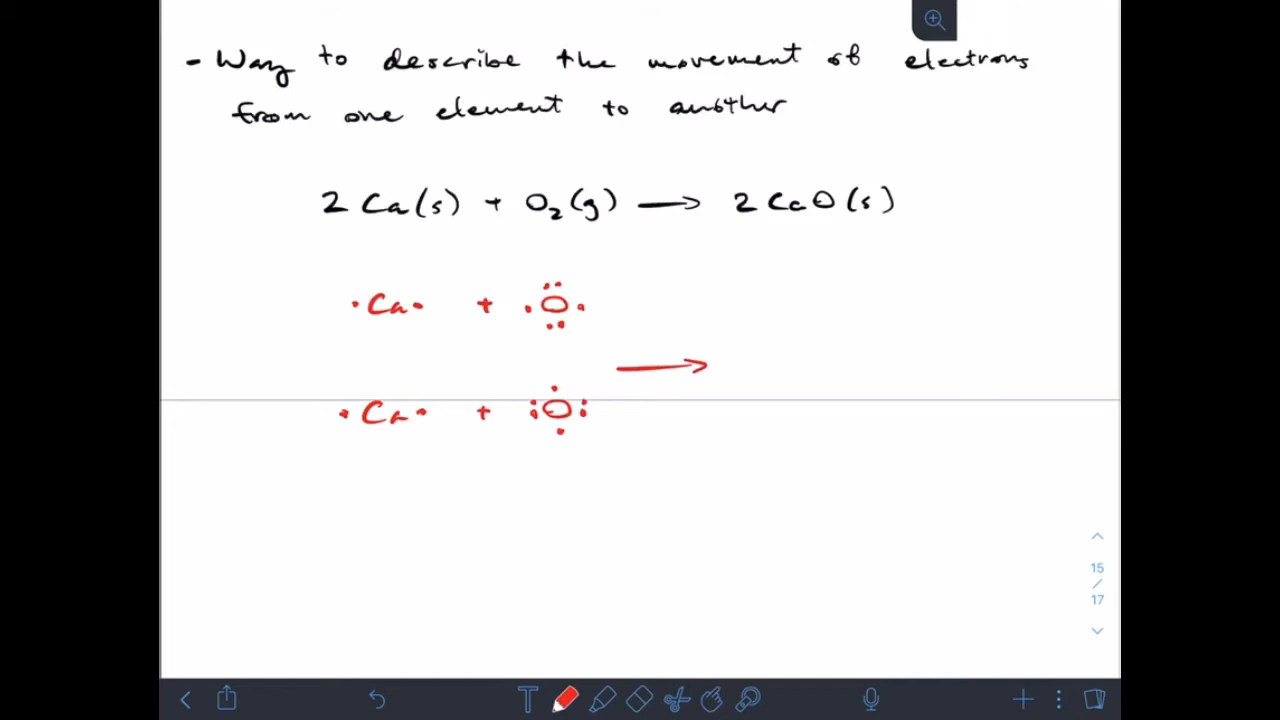 - Way to describe the movement of electrons
from one element to another
2 Ca(s) + O₂(g) → 2 CaO(s)
·Ca· + ·O·
→
·Ca· + :O:
15
/
17
T